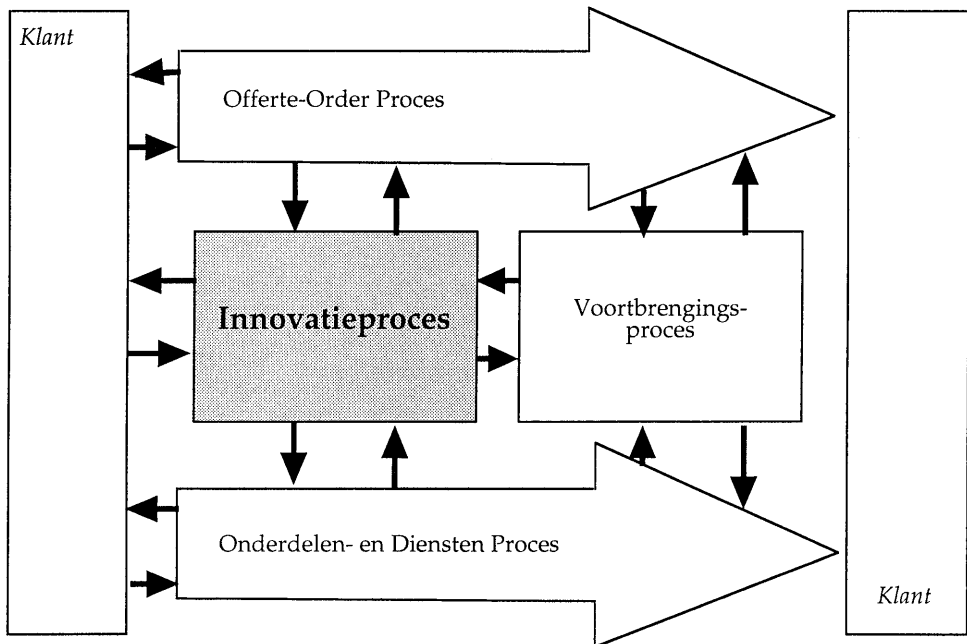 Klant
Offerte-Order Proces
Innovatieproces
Voortbrengings-
proces
Onderdelen- en Diensten Proces
Klant